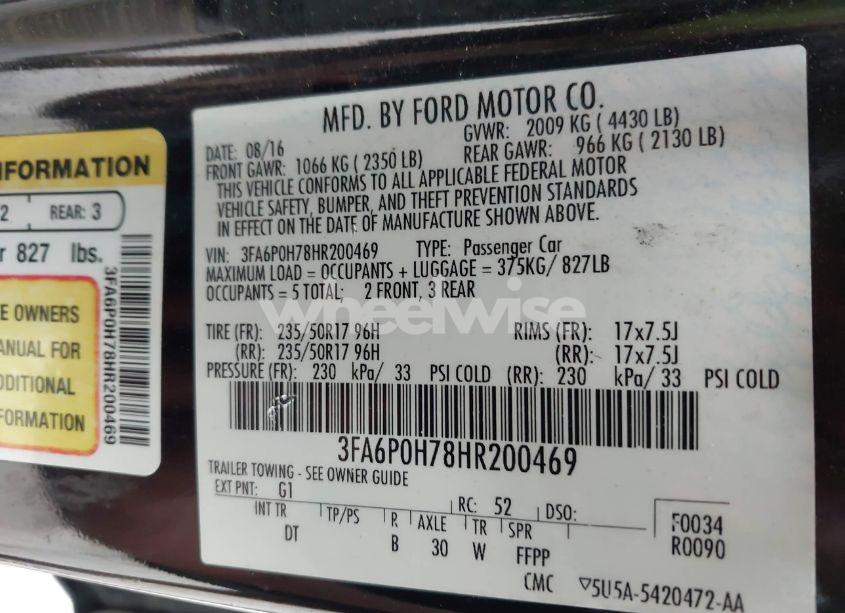 NFORMATION
2 REAR: 3
r 827 lbs.
E OWNERS
ANUAL FOR
DDITIONAL
FORMATION
3FA6P0H78HR200469
MFD. BY FORD MOTOR CO.
DATE: 08/16 GVWR: 2009 KG ( 4430 LB)
FRONT GAWR: 1066 KG ( 2350 LB) REAR GAWR: 966 KG ( 2130 LB)
THIS VEHICLE CONFORMS TO ALL APPLICABLE FEDERAL MOTOR
VEHICLE SAFETY, BUMPER, AND THEFT PREVENTION STANDARDS
IN EFFECT ON THE DATE OF MANUFACTURE SHOWN ABOVE.
VIN: 3FA6P0H78HR200469 TYPE: Passenger Car
MAXIMUM LOAD = OCCUPANTS + LUGGAGE = 375KG/ 827LB
OCCUPANTS = 5 TOTAL: 2 FRONT, 3 REAR
wheelwise
TIRE (FR): 235/50R17 96H RIMS (FR): 17x7.5J
(RR): 235/50R17 96H (RR): 17x7.5J
PRESSURE (FR): 230 kPa/ 33 PSI COLD (RR): 230 kPa/ 33 PSI COLD
3FA6P0H78HR200469
TRAILER TOWING - SEE OWNER GUIDE
EXT PNT: G1 RC: 52 DSO: F0034
INT TR TP/PS R AXLE TR SPR R0090
DT B 30 W FFPP
CMC ▽5U5A-5420472-AA